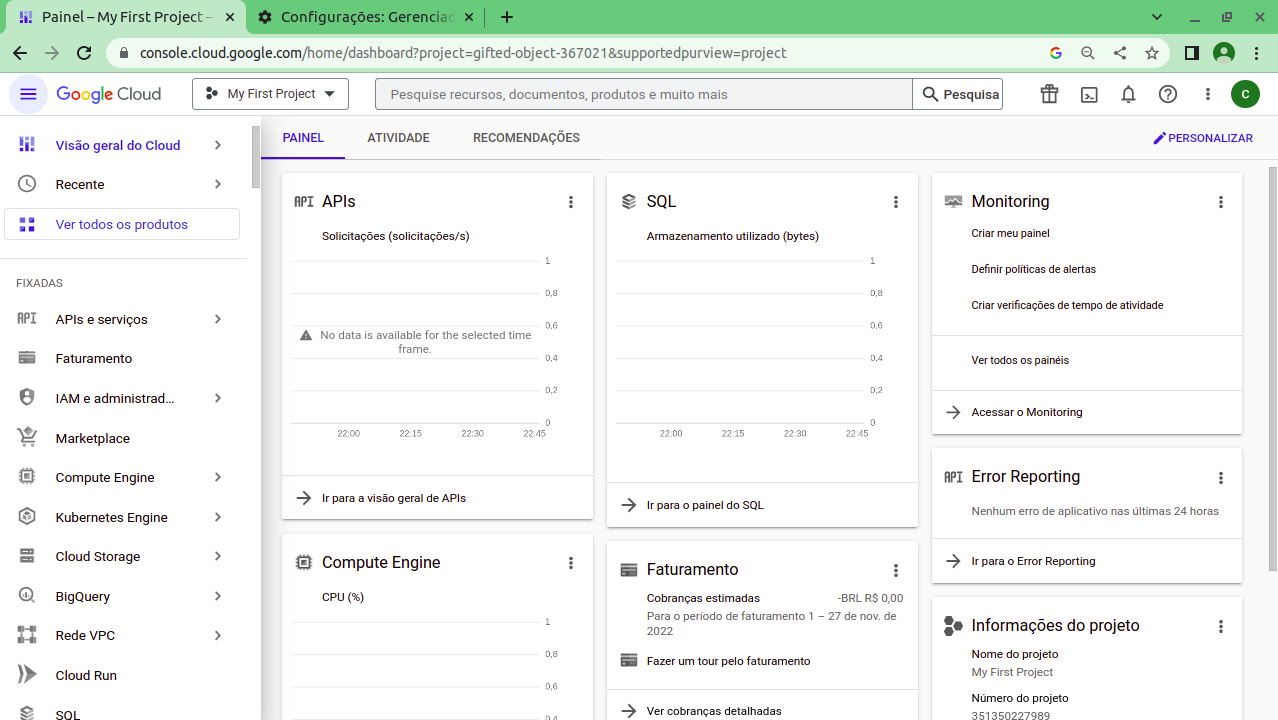 Painel – My First Project –
Configurações: Gerenciad
console.cloud.google.com/home/dashboard?project=gifted-object-367021&supportedpurview=project
Google Cloud
My First Project
Pesquise recursos, documentos, produtos e muito mais
Pesquisa
C
Visão geral do Cloud
Recente
Ver todos os produtos
FIXADAS
APIs e serviços
Faturamento
IAM e administrad...
Marketplace
Compute Engine
Kubernetes Engine
Cloud Storage
BigQuery
Rede VPC
Cloud Run
SQL
PAINEL
ATIVIDADE
RECOMENDAÇÕES
PERSONALIZAR
API APIs
Solicitações (solicitações/s)
1
0,8
0,6
0,4
0,2
0
No data is available for the selected time
frame.
22:00
22:15
22:30
22:45
Ir para a visão geral de APIs
Compute Engine
CPU (%)
1
0,8
0,6
0,4
SQL
Armazenamento utilizado (bytes)
1
0,8
0,6
0,4
0,2
0
22:00
22:15
22:30
22:45
Ir para o painel do SQL
Faturamento
Cobranças estimadas
-BRL R$ 0,00
Para o período de faturamento 1 – 27 de nov. de
2022
Fazer um tour pelo faturamento
Ver cobranças detalhadas
Monitoring
Criar meu painel
Definir políticas de alertas
Criar verificações de tempo de atividade
Ver todos os painéis
Acessar o Monitoring
API Error Reporting
Nenhum erro de aplicativo nas últimas 24 horas
Ir para o Error Reporting
Informações do projeto
Nome do projeto
My First Project
Número do projeto
351350227989